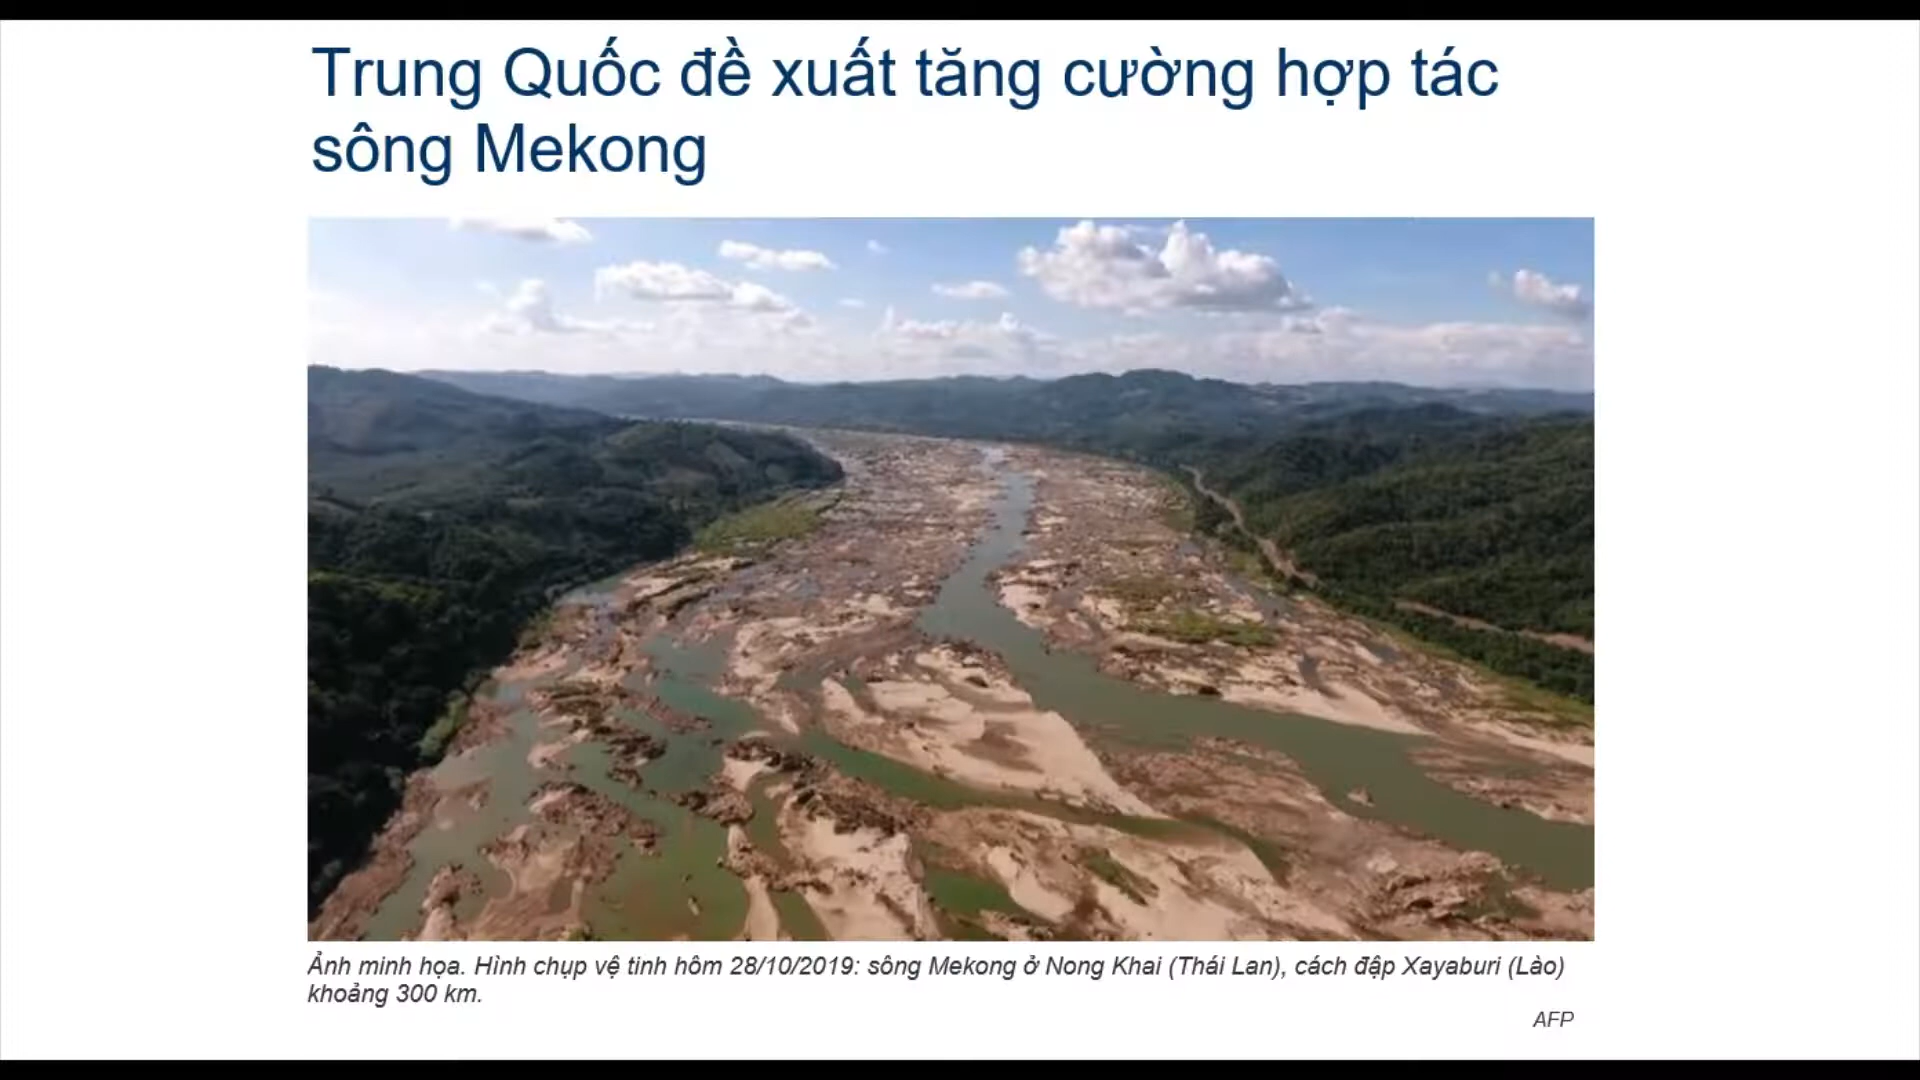 Trung Quốc đề xuất tăng cường hợp tác
sông Mekong
Ảnh minh họa. Hình chụp vệ tinh hôm 28/10/2019: sông Mekong ở Nong Khai (Thái Lan), cách đập Xayaburi (Lào)
khoảng 300 km.
AFP